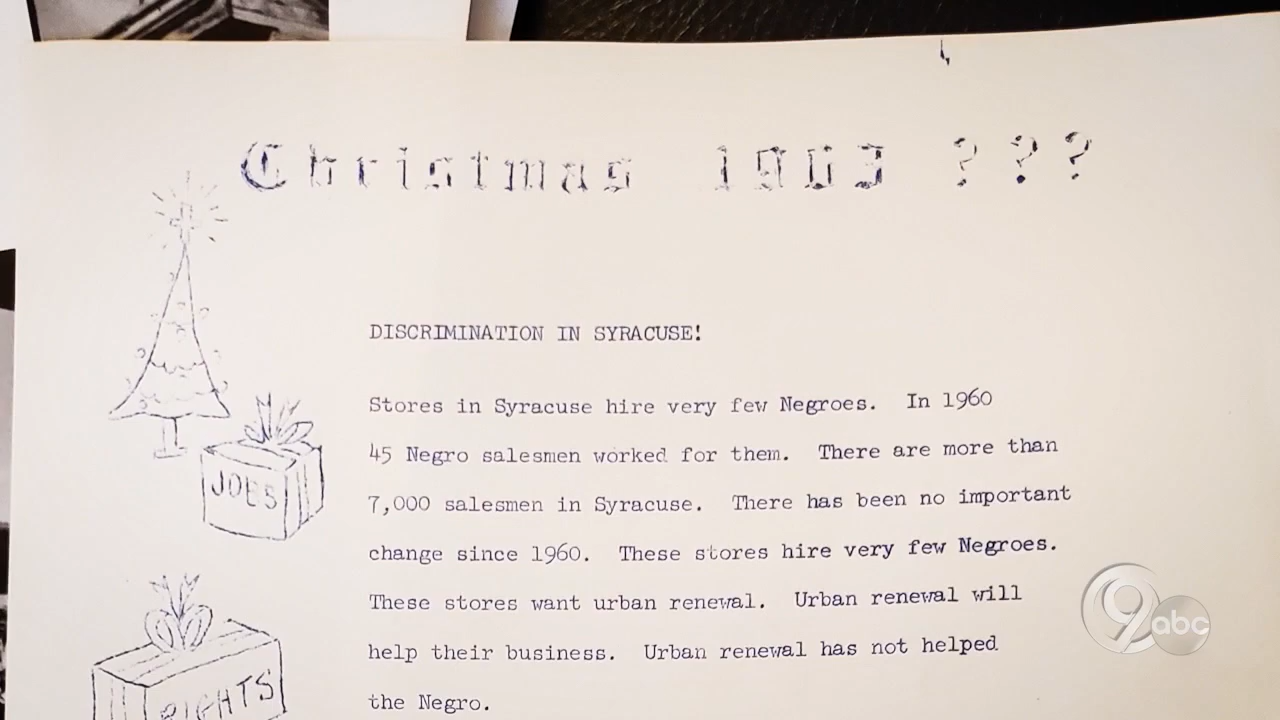 Christmas 1963 ???
DISCRIMINATION IN SYRACUSE!
Stores in Syracuse hire very few Negroes. In 1960
45 Negro salesmen worked for them. There are more than
JOBS
7,000 salesmen in Syracuse. There has been no important
change since 1960. These stores hire very few Negroes.
These stores want urban renewal. Urban renewal will
help their business. Urban renewal has not helped
RIGHTS
the Negro.
9 abc